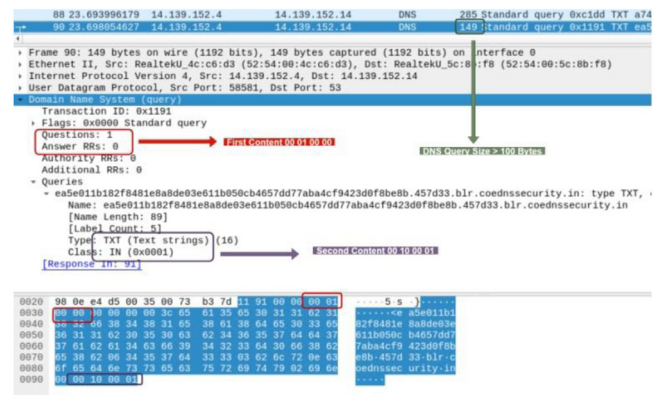 88 23.693996179 14.139.152.4 14.139.152.14 DNS 285 Standard query 0xc1dd TXT a74
90 23.698054627 14.139.152.4 14.139.152.14 DNS 149 Standard query 0x1191 TXT ea5
Frame 90: 149 bytes on wire (1192 bits), 149 bytes captured (1192 bits) on interface 0
Ethernet II, Src: RealtekU_4c:c6:d3 (52:54:00:4c:c6:d3), Dst: RealtekU_5c:8b:f8 (52:54:00:5c:8b:f8)
Internet Protocol Version 4, Src: 14.139.152.4, Dst: 14.139.152.14
User Datagram Protocol, Src Port: 58581, Dst Port: 53
Domain Name System (query)
Transaction ID: 0x1191
Flags: 0x0000 Standard query
Questions: 1
Answer RRs: 0
First Content 00 01 00 00
Authority RRs: 0
DNS Query Size > 100 Bytes
Additional RRs: 0
Queries
ea5e011b182f8481e8a8de03e611b050cb4657dd77aba4cf9423d0f8be8b.457d33.blr.coednssecurity.in: type TXT,
Name: ea5e011b182f8481e8a8de03e611b050cb4657dd77aba4cf9423d0f8be8b.457d33.blr.coednssecurity.in
[Name Length: 89]
[Label Count: 5]
Type: TXT (Text strings) (16)
Class: IN (0x0001)
Second Content 00 10 00 01
[Response In: 91]
0020 98 0e e4 d5 00 35 00 73 b3 7d 11 91 00 00 00 01 ·····5·s ·}······
0030 00 00 00 00 00 00 3c 65 61 35 65 30 31 31 62 31 ······<e a5e011b1
0040 38 32 66 38 34 38 31 65 38 61 38 64 65 30 33 65 82f8481e 8a8de03e
0050 36 31 31 62 30 35 30 63 62 34 36 35 37 64 64 37 611b050c b4657dd7
0060 37 61 62 61 34 63 66 39 34 32 33 64 30 66 38 62 7aba4cf9 423d0f8b
0070 65 38 62 06 34 35 37 64 33 33 03 62 6c 72 0e 63 e8b·457d 33·blr·c
0080 6f 65 64 6e 73 73 65 63 75 72 69 74 79 02 69 6e oednssec urity·in
0090 00 00 10 00 01 ·····